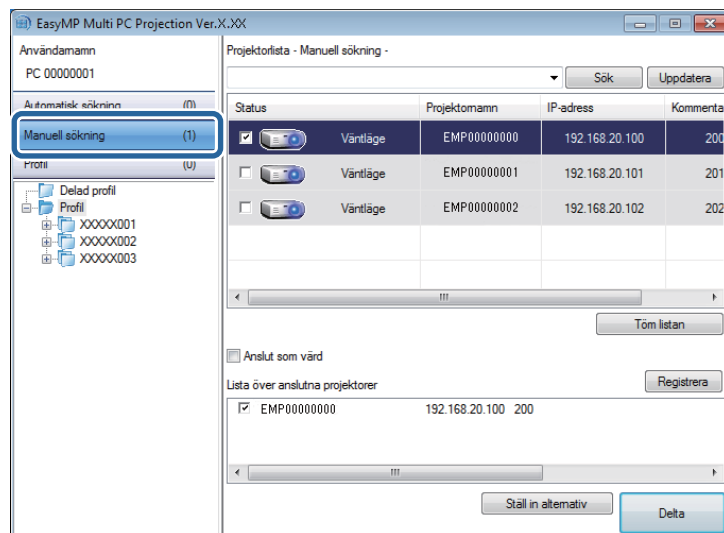 EasyMP Multi PC Projection Ver.X.XX
Användarnamn
PC 00000001
Automatisk sökning (0)
Manuell sökning (1)
Profil (0)
Delad profil
Profil
XXXXX001
XXXXX002
XXXXX003
Projektorlista - Manuell sökning -
Sök Uppdatera
Status Projektornamn IP-adress Kommenta
Vänteläge EMP00000000 192.168.20.100 200
Vänteläge EMP00000001 192.168.20.101 201
Vänteläge EMP00000002 192.168.20.102 202
Töm listan
Anslut som värd
Lista över anslutna projektorer Registrera
EMP00000000 192.168.20.100 200
Ställ in alternativ Delta